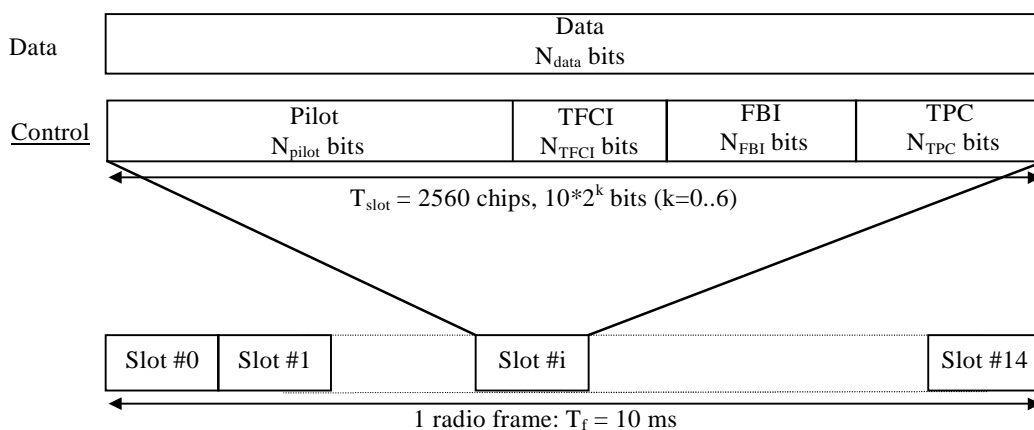 Data
Data
N_data bits
Control
Pilot
N_pilot bits
TFCI
N_TFCI bits
FBI
N_FBI bits
TPC
N_TPC bits
T_slot = 2560 chips, 10*2^k bits (k=0..6)
Slot #0
Slot #1
Slot #i
Slot #14
1 radio frame: T_f = 10 ms